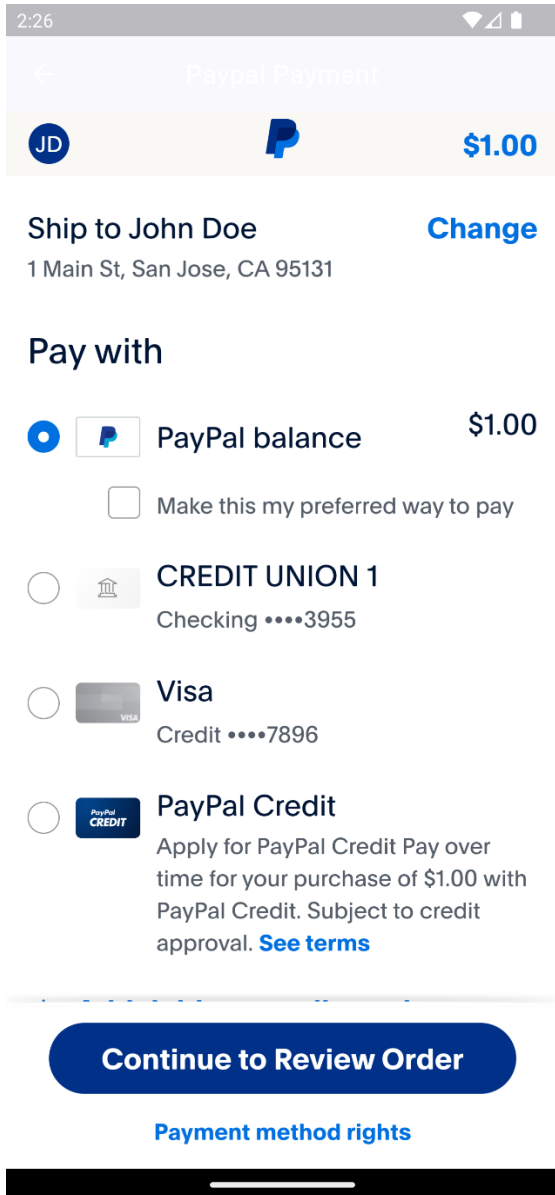 2:26
Paypal Payment
JD
$1.00
Ship to John Doe
Change
1 Main St, San Jose, CA 95131
Pay with
PayPal balance
$1.00
Make this my preferred way to pay
CREDIT UNION 1
Checking ••••3955
VISA
Visa
Credit ••••7896
PayPal
CREDIT
PayPal Credit
Apply for PayPal Credit Pay over
time for your purchase of $1.00 with
PayPal Credit. Subject to credit
approval. See terms
Continue to Review Order
Payment method rights